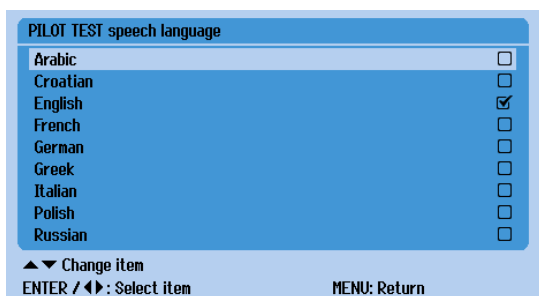 PILOT TEST speech language
Arabic
Croatian
English
French
German
Greek
Italian
Polish
Russian
▲▼ Change item
ENTER / ◀▶: Select item MENU: Return